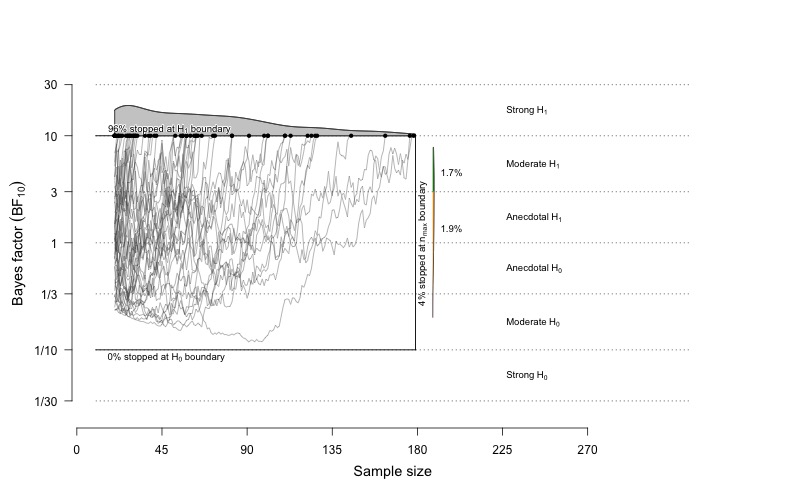 30
Strong H₁
96% stopped at H₁ boundary
10
Moderate H₁
1.7%
3
Anecdotal H₁
1.9%
1
Anecdotal H₀
1/3
Moderate H₀
4% stopped at nₘₐₓ boundary
1/10
0% stopped at H₀ boundary
Strong H₀
1/30
Bayes factor (BF₁₀)
0 45 90 135 180 225 270
Sample size